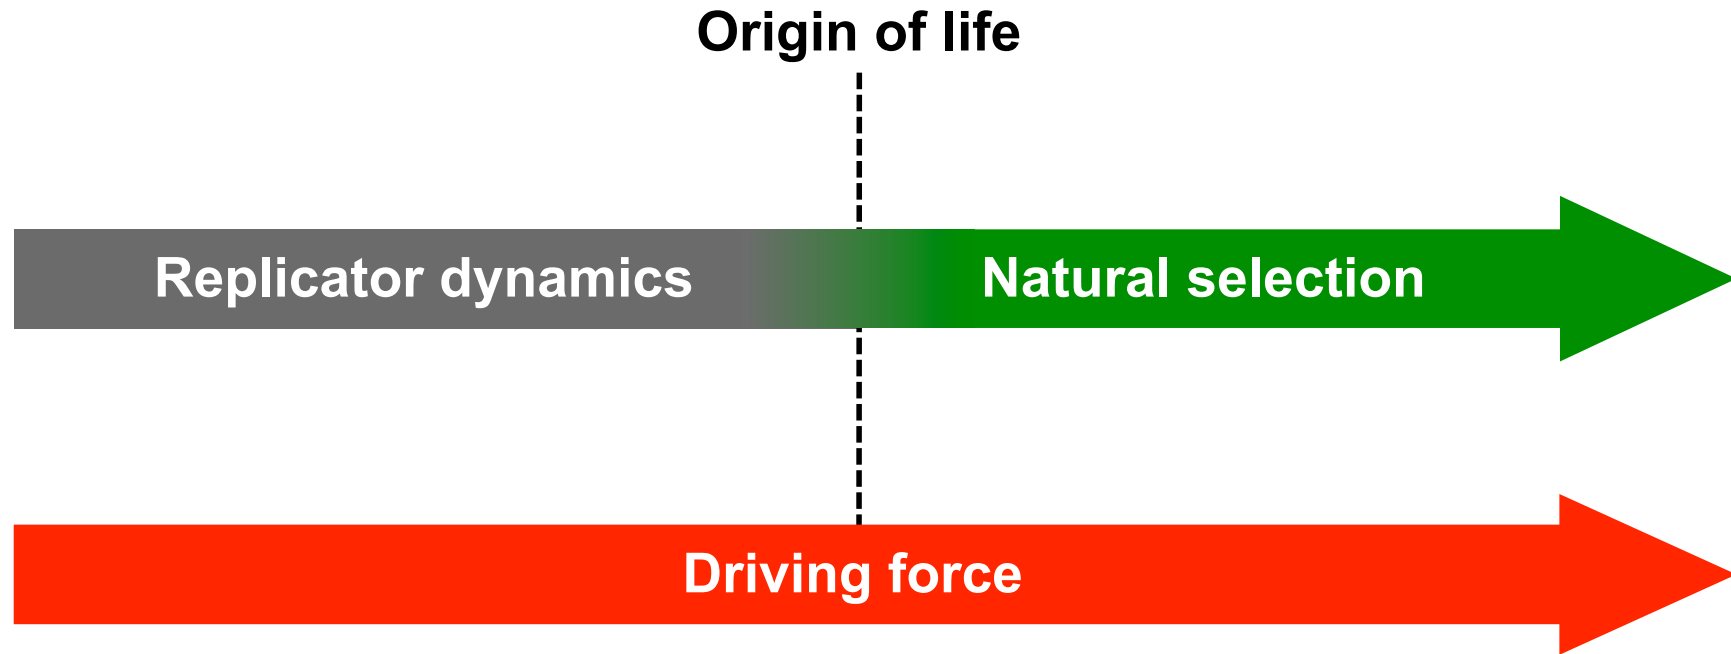 Origin of life
Replicator dynamics
Natural selection
Driving force